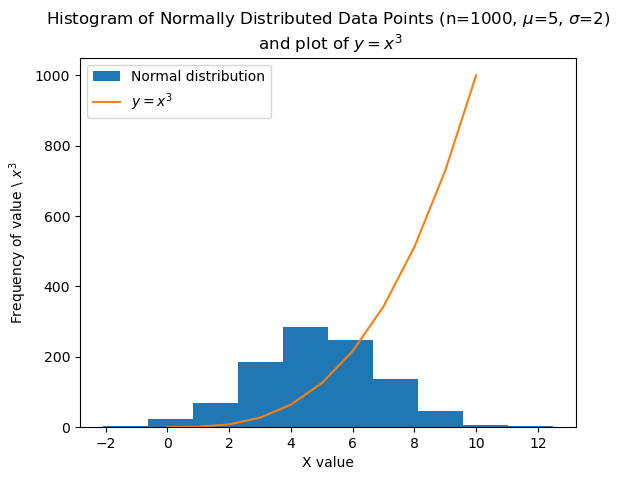 Histogram of Normally Distributed Data Points (n=1000, μ=5, σ=2)
and plot of y = x³
Normal distribution
y = x³
1000
800
600
400
200
0
Frequency of value \ x³
−2 0 2 4 6 8 10 12
X value